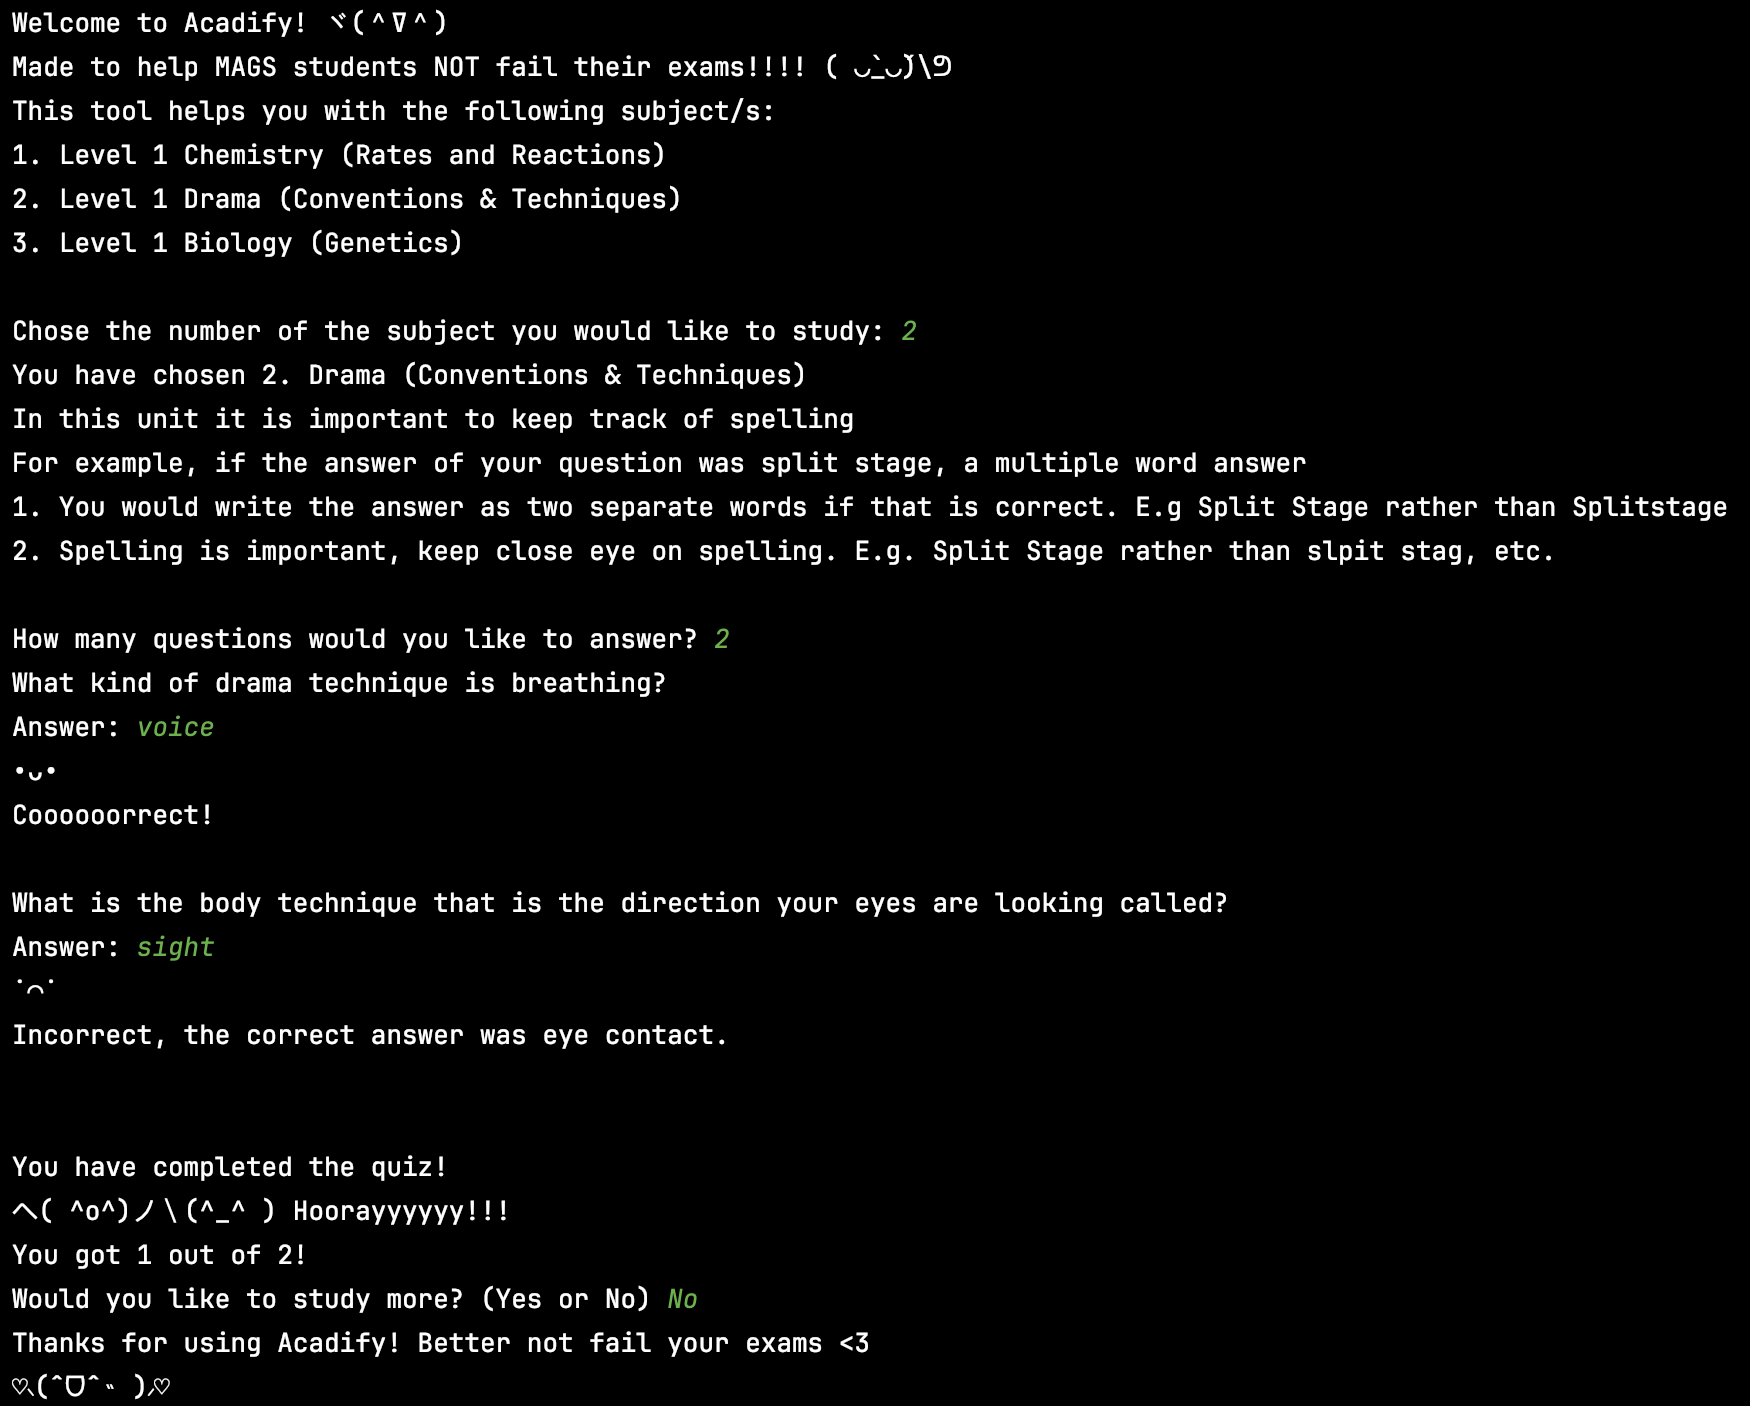 Welcome to Acadify! ヾ(＾∇＾)
Made to help MAGS students NOT fail their exams!!!! ( ◡̀_◡́)\୭
This tool helps you with the following subject/s:
1. Level 1 Chemistry (Rates and Reactions)
2. Level 1 Drama (Conventions & Techniques)
3. Level 1 Biology (Genetics)
Chose the number of the subject you would like to study: 2
You have chosen 2. Drama (Conventions & Techniques)
In this unit it is important to keep track of spelling
For example, if the answer of your question was split stage, a multiple word answer
1. You would write the answer as two separate words if that is correct. E.g Split Stage rather than Splitstage
2. Spelling is important, keep close eye on spelling. E.g. Split Stage rather than slpit stag, etc.
How many questions would you like to answer? 2
What kind of drama technique is breathing?
Answer: voice
•ᴗ•
Coooooorrect!
What is the body technique that is the direction your eyes are looking called?
Answer: sight
˙◠˙
Incorrect, the correct answer was eye contact.
You have completed the quiz!
ヘ( ^o^)ノ＼(^_^ ) Hoorayyyyyy!!!
You got 1 out of 2!
Would you like to study more? (Yes or No) No
Thanks for using Acadify! Better not fail your exams <3
♡⸜(ˆᗜˆ˵ )⸝♡